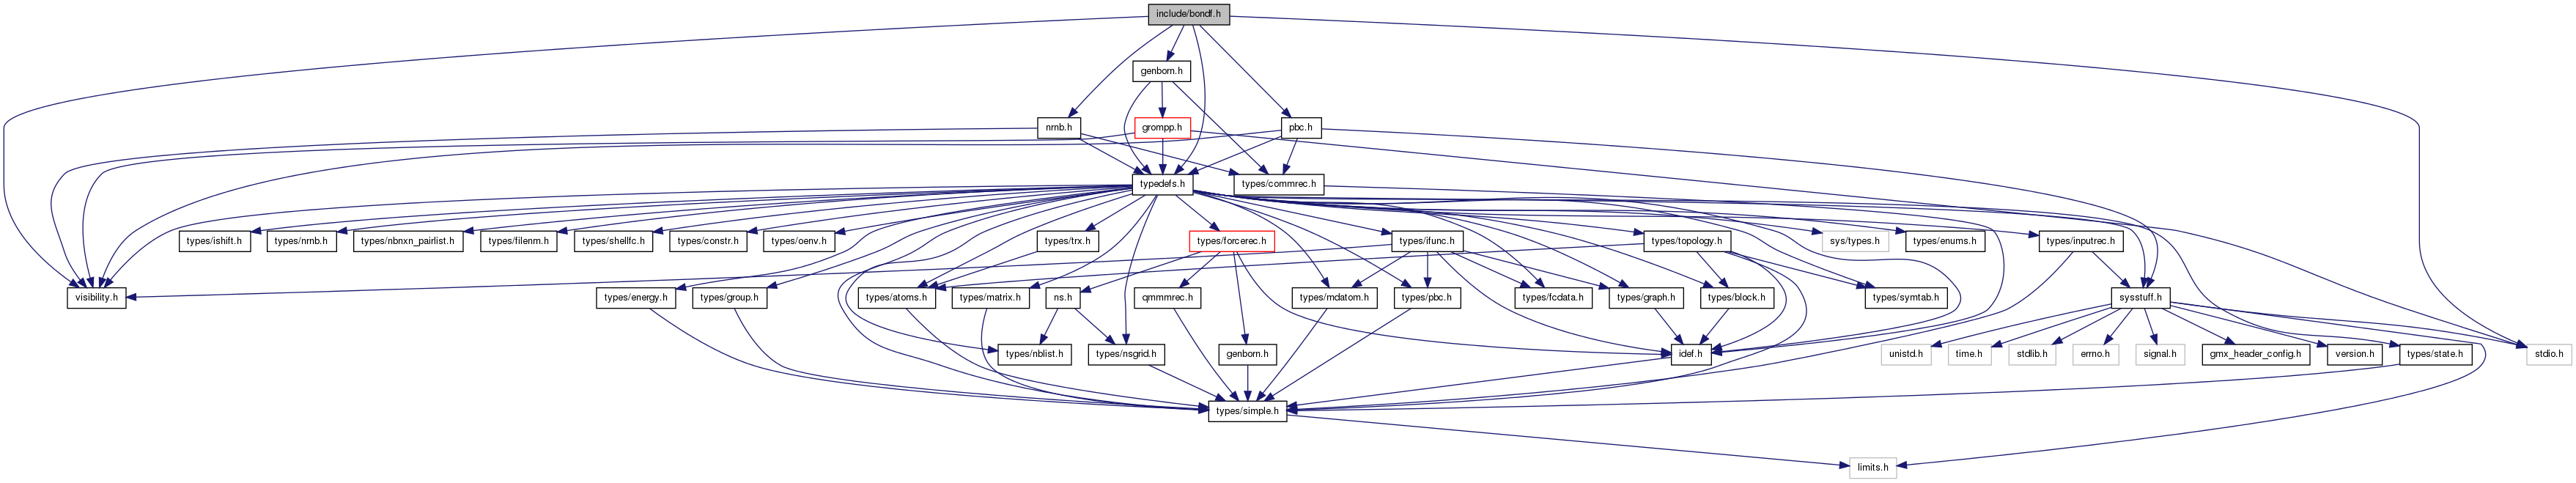 include/bondf.h
genborn.h
nrnb.h
grompp.h
pbc.h
typedefs.h
types/commrec.h
types/ishift.h
types/nrnb.h
types/nbnxn_pairlist.h
types/filenm.h
types/shellfc.h
types/constr.h
types/oenv.h
types/trx.h
types/forcerec.h
types/ifunc.h
types/topology.h
sys/types.h
types/enums.h
types/inputrec.h
visibility.h
types/energy.h
types/group.h
types/atoms.h
types/matrix.h
ns.h
qmmmrec.h
types/mdatom.h
types/pbc.h
types/fcdata.h
types/graph.h
types/block.h
types/symtab.h
sysstuff.h
types/nblist.h
types/nsgrid.h
genborn.h
idef.h
unistd.h
time.h
stdlib.h
errno.h
signal.h
gmx_header_config.h
version.h
types/state.h
stdio.h
types/simple.h
limits.h